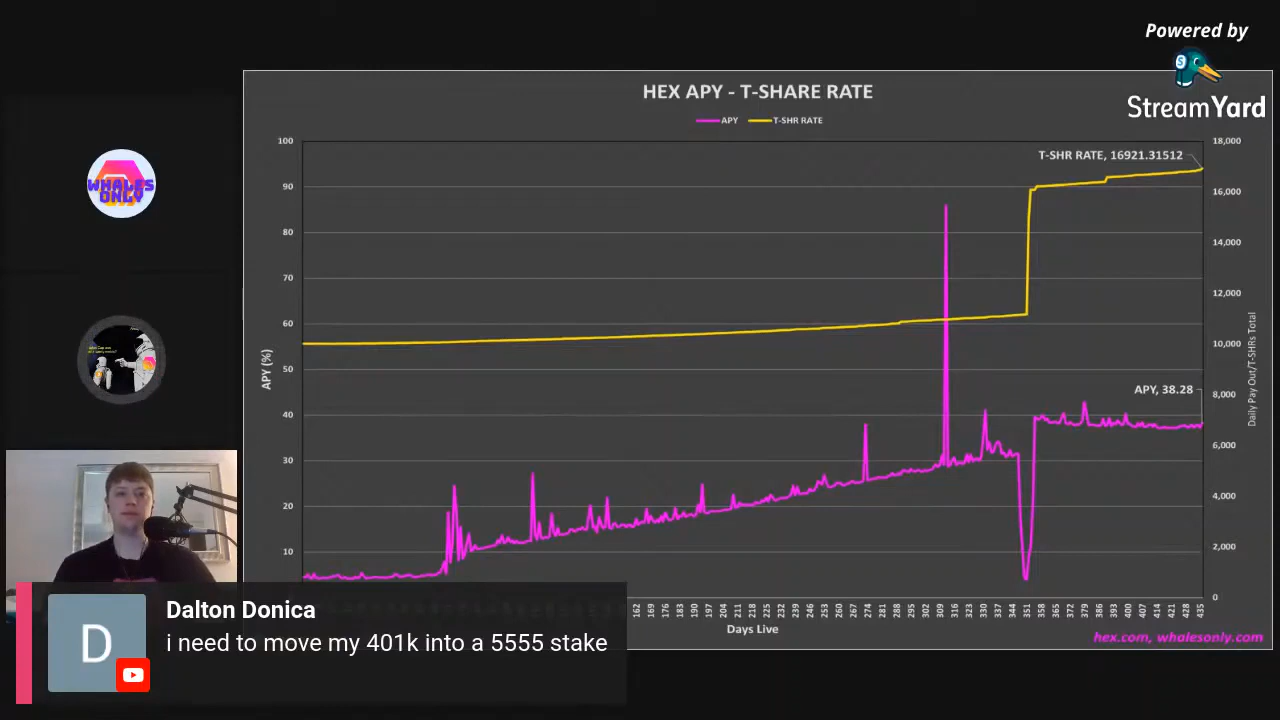 Powered by
StreamYard
WHALES
ONLY
HEX APY - T-SHARE RATE
APY
T-SHR RATE
100
90
80
70
60
50
40
30
20
10
APY (%)
18,000
16,000
14,000
12,000
10,000
8,000
6,000
4,000
2,000
0
Daily Pay Out/T-SHRs Total
T-SHR RATE, 16921.31512
APY, 38.28
162 169 176 183 190 197 204 211 218 225 232 239 246 253 260 267 274 281 288 295 302 309 316 323 330 337 344 351 358 365 372 379 386 393 400 407 414 421 428 435
Days Live
hex.com, whalesonly.com
D
Dalton Donica
i need to move my 401k into a 5555 stake